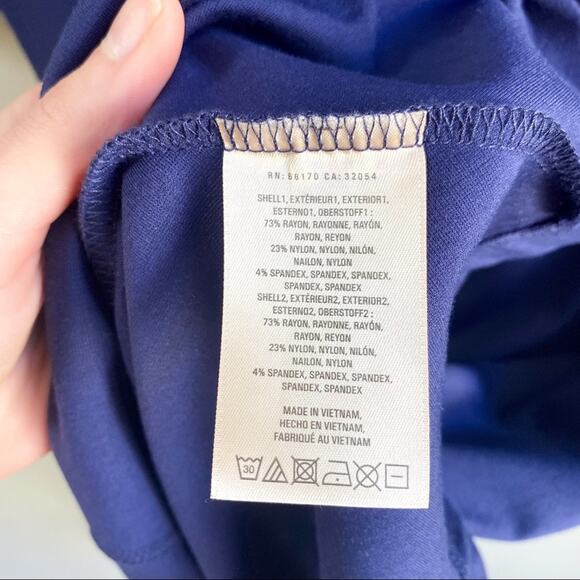 RN: 66170 CA: 32054
SHELL1, EXTÉRIEUR1, EXTERIOR1,
ESTERNO1, OBERSTOFF1 :
73% RAYON, RAYONNE, RAYÓN,
RAYON, REYON
23% NYLON, NYLON, NILÓN,
NAILON, NYLON
4% SPANDEX, SPANDEX, SPANDEX,
SPANDEX, SPANDEX
SHELL2, EXTÉRIEUR2, EXTERIOR2,
ESTERNO2, OBERSTOFF2 :
73% RAYON, RAYONNE, RAYÓN,
RAYON, REYON
23% NYLON, NYLON, NILÓN,
NAILON, NYLON
4% SPANDEX, SPANDEX, SPANDEX,
SPANDEX, SPANDEX
MADE IN VIETNAM,
HECHO EN VIETNAM,
FABRIQUÉ AU VIETNAM
30